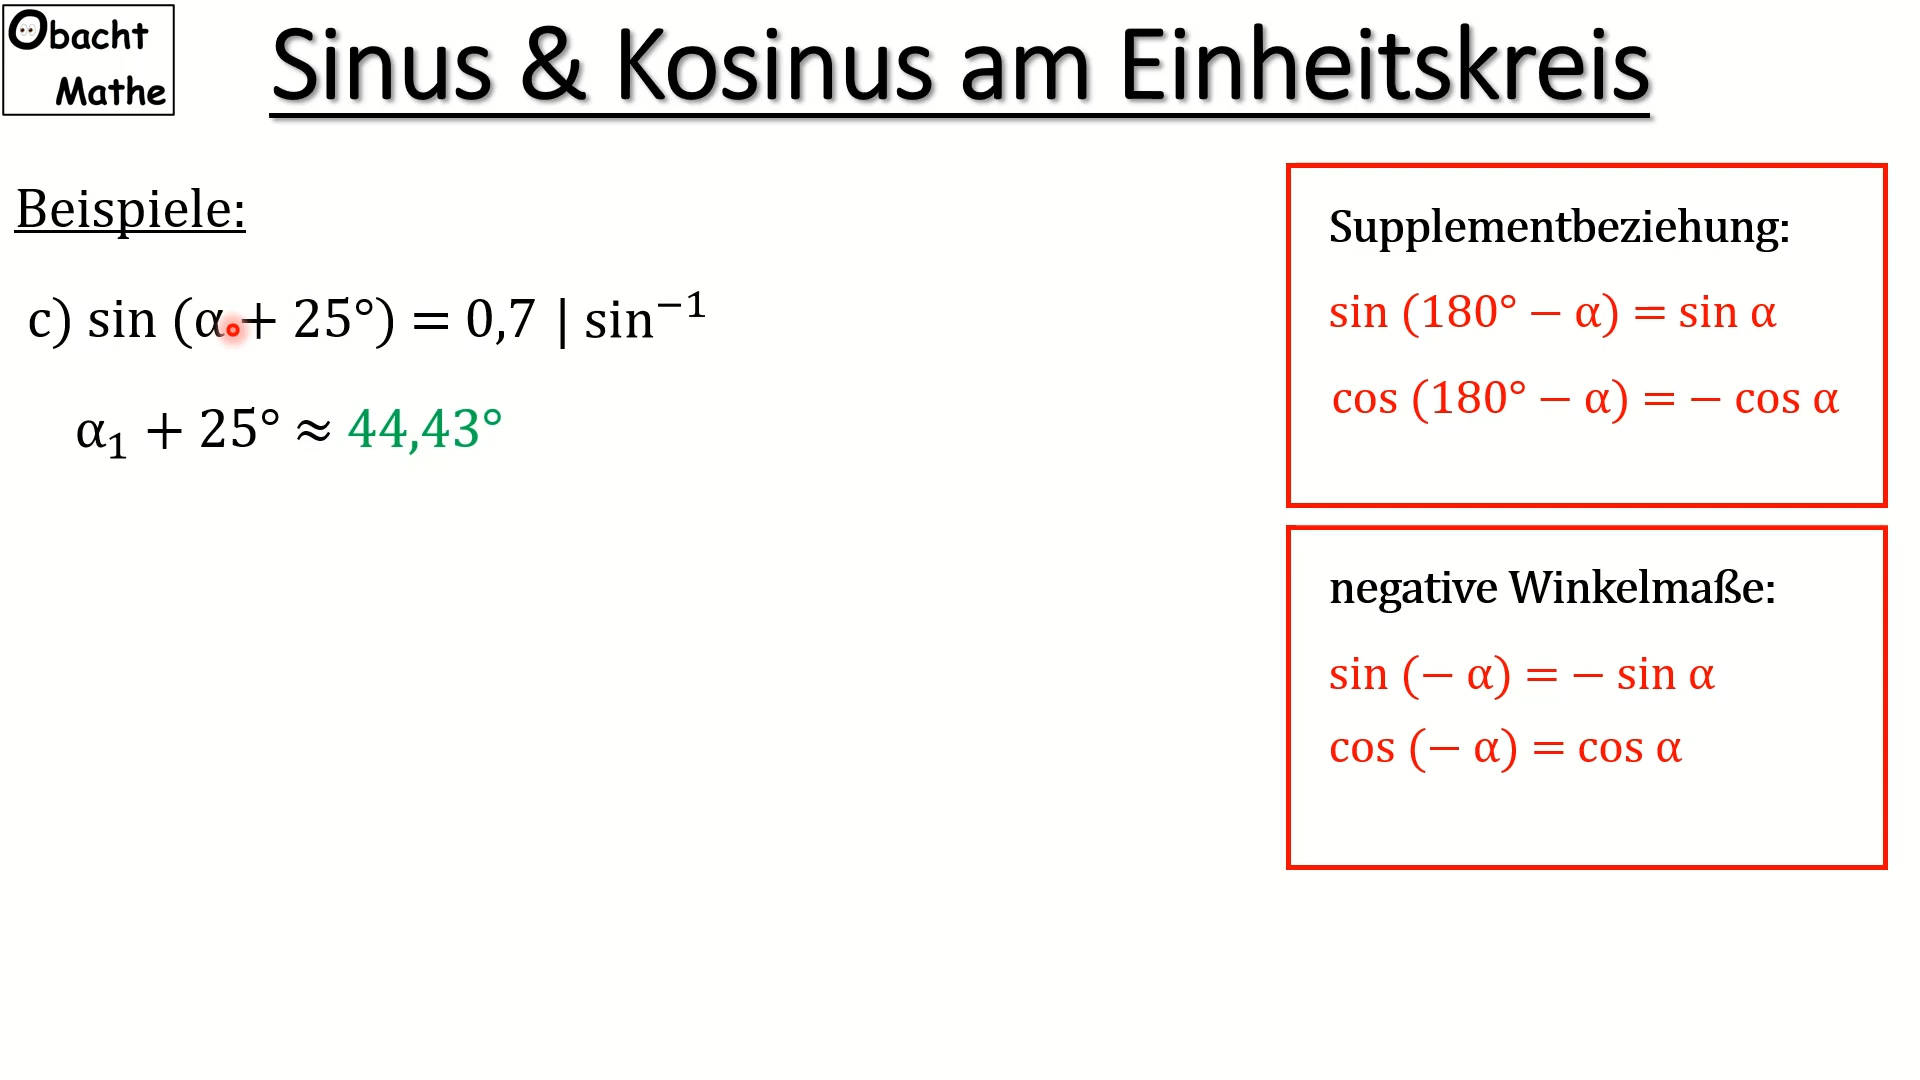 Obacht
Mathe
Sinus & Kosinus am Einheitskreis
Beispiele:
c) sin (α + 25°) = 0,7 | sin⁻¹
α₁ + 25° ≈ 44,43°
Supplementbeziehung:
sin (180° − α) = sin α
cos (180° − α) = − cos α
negative Winkelmaße:
sin (− α) = − sin α
cos (− α) = cos α